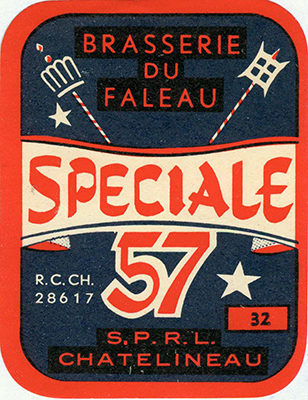 BRASSERIE
DU
FALEAU
SPECIALE
57
R.C.CH.
28617
32
S.P.R.L.
CHATELINEAU